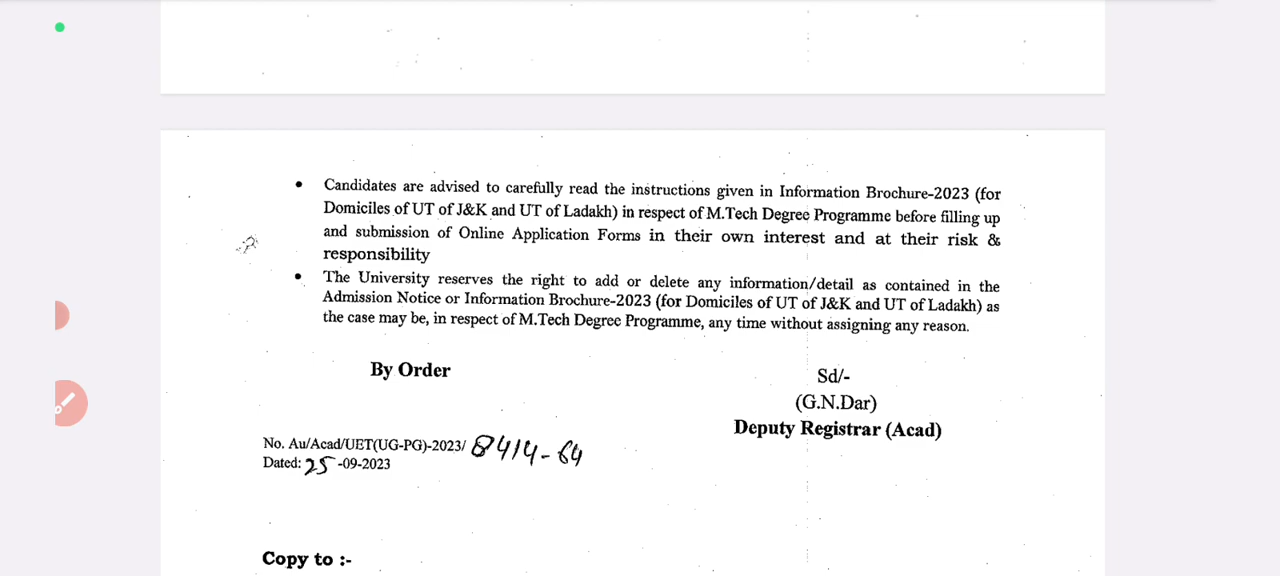 • Candidates are advised to carefully read the instructions given in Information Brochure-2023 (for
Domiciles of UT of J&K and UT of Ladakh) in respect of M.Tech Degree Programme before filling up
and submission of Online Application Forms in their own interest and at their risk &
responsibility
• The University reserves the right to add or delete any information/detail as contained in the
Admission Notice or Information Brochure-2023 (for Domiciles of UT of J&K and UT of Ladakh) as
the case may be, in respect of M.Tech Degree Programme, any time without assigning any reason.
By Order
Sd/-
(G.N.Dar)
Deputy Registrar (Acad)
No. Au/Acad/UET(UG-PG)-2023/ 8414-64
Dated: 25-09-2023
Copy to :-